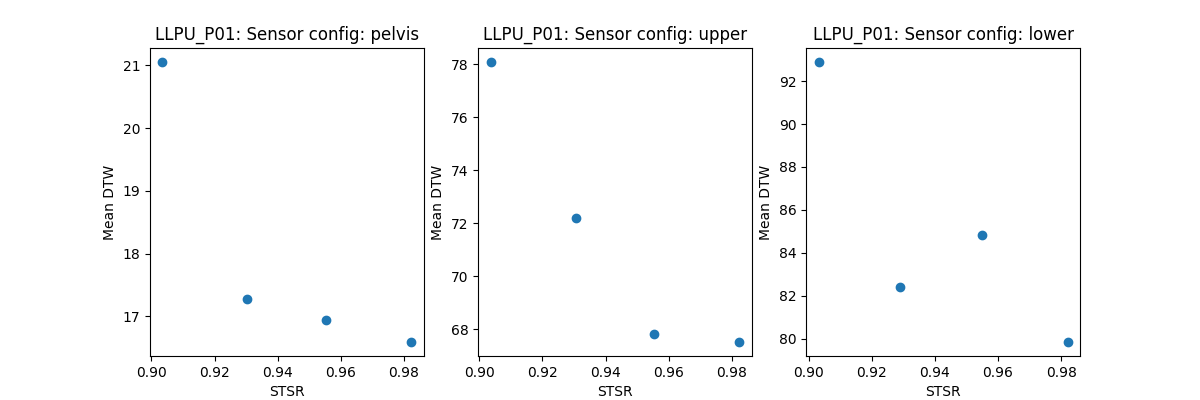 LLPU_P01: Sensor config: pelvis
21
20
19
18
17
Mean DTW
0.90 0.92 0.94 0.96 0.98
STSR
LLPU_P01: Sensor config: upper
78
76
74
72
70
68
Mean DTW
0.90 0.92 0.94 0.96 0.98
STSR
LLPU_P01: Sensor config: lower
92
90
88
86
84
82
80
Mean DTW
0.90 0.92 0.94 0.96 0.98
STSR